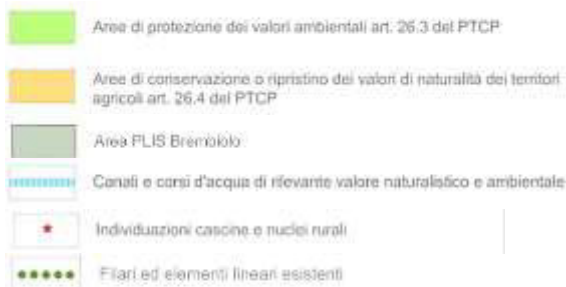 Aree di protezione dei valori ambientali art. 26.3 del PTCP
Aree di conservazione o ripristino dei valori di naturalità dei territori
agricoli art. 26.4 del PTCP
Area PLIS Brembiolo
Canali e corsi d'acqua di rilevante valore naturalistico e ambientale
Individuazioni cascine e nuclei rurali
Filari ed elementi lineari esistenti